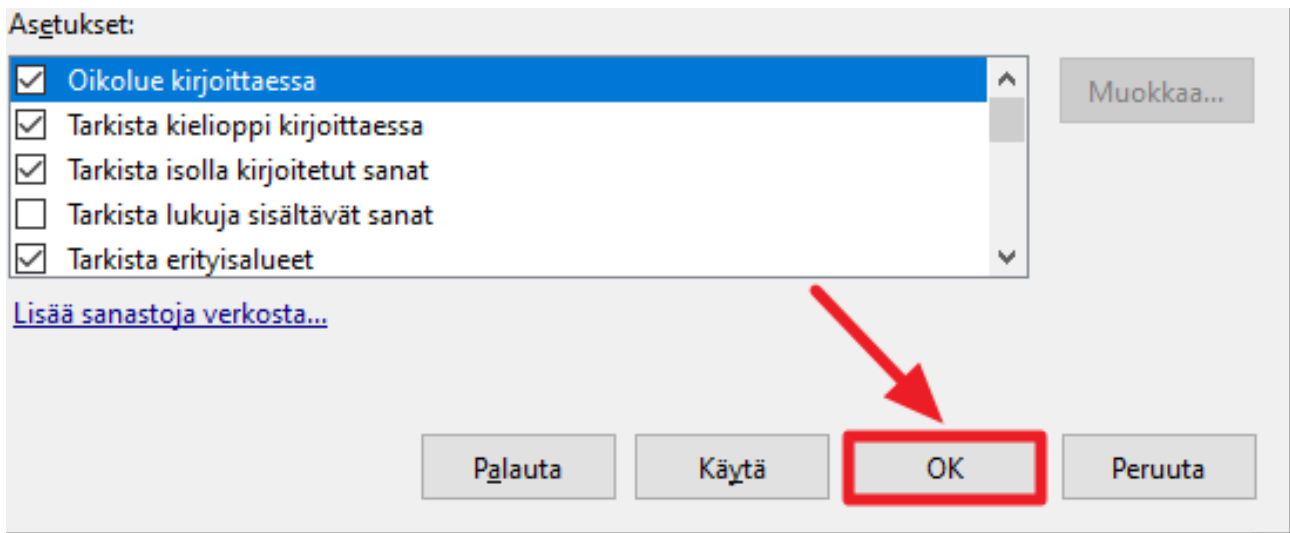 Asetukset:
Oikolue kirjoittaessa
Muokkaa...
Tarkista kielioppi kirjoittaessa
Tarkista isolla kirjoitetut sanat
Tarkista lukuja sisältävät sanat
Tarkista erityisalueet
Lisää sanastoja verkosta...
Palauta Käytä OK Peruuta